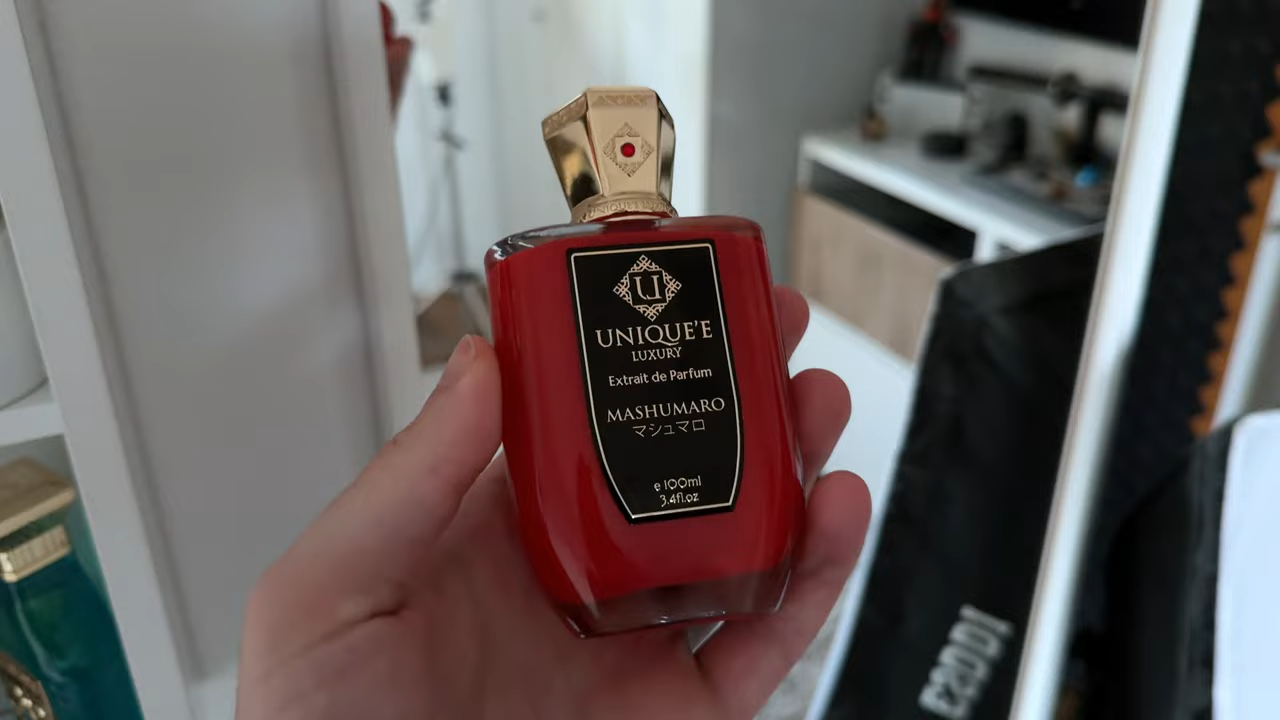 U
UNIQUE'E
LUXURY
Extrait de Parfum
MASHUMARO
マシュマロ
e 100ml
3.4fl.oz